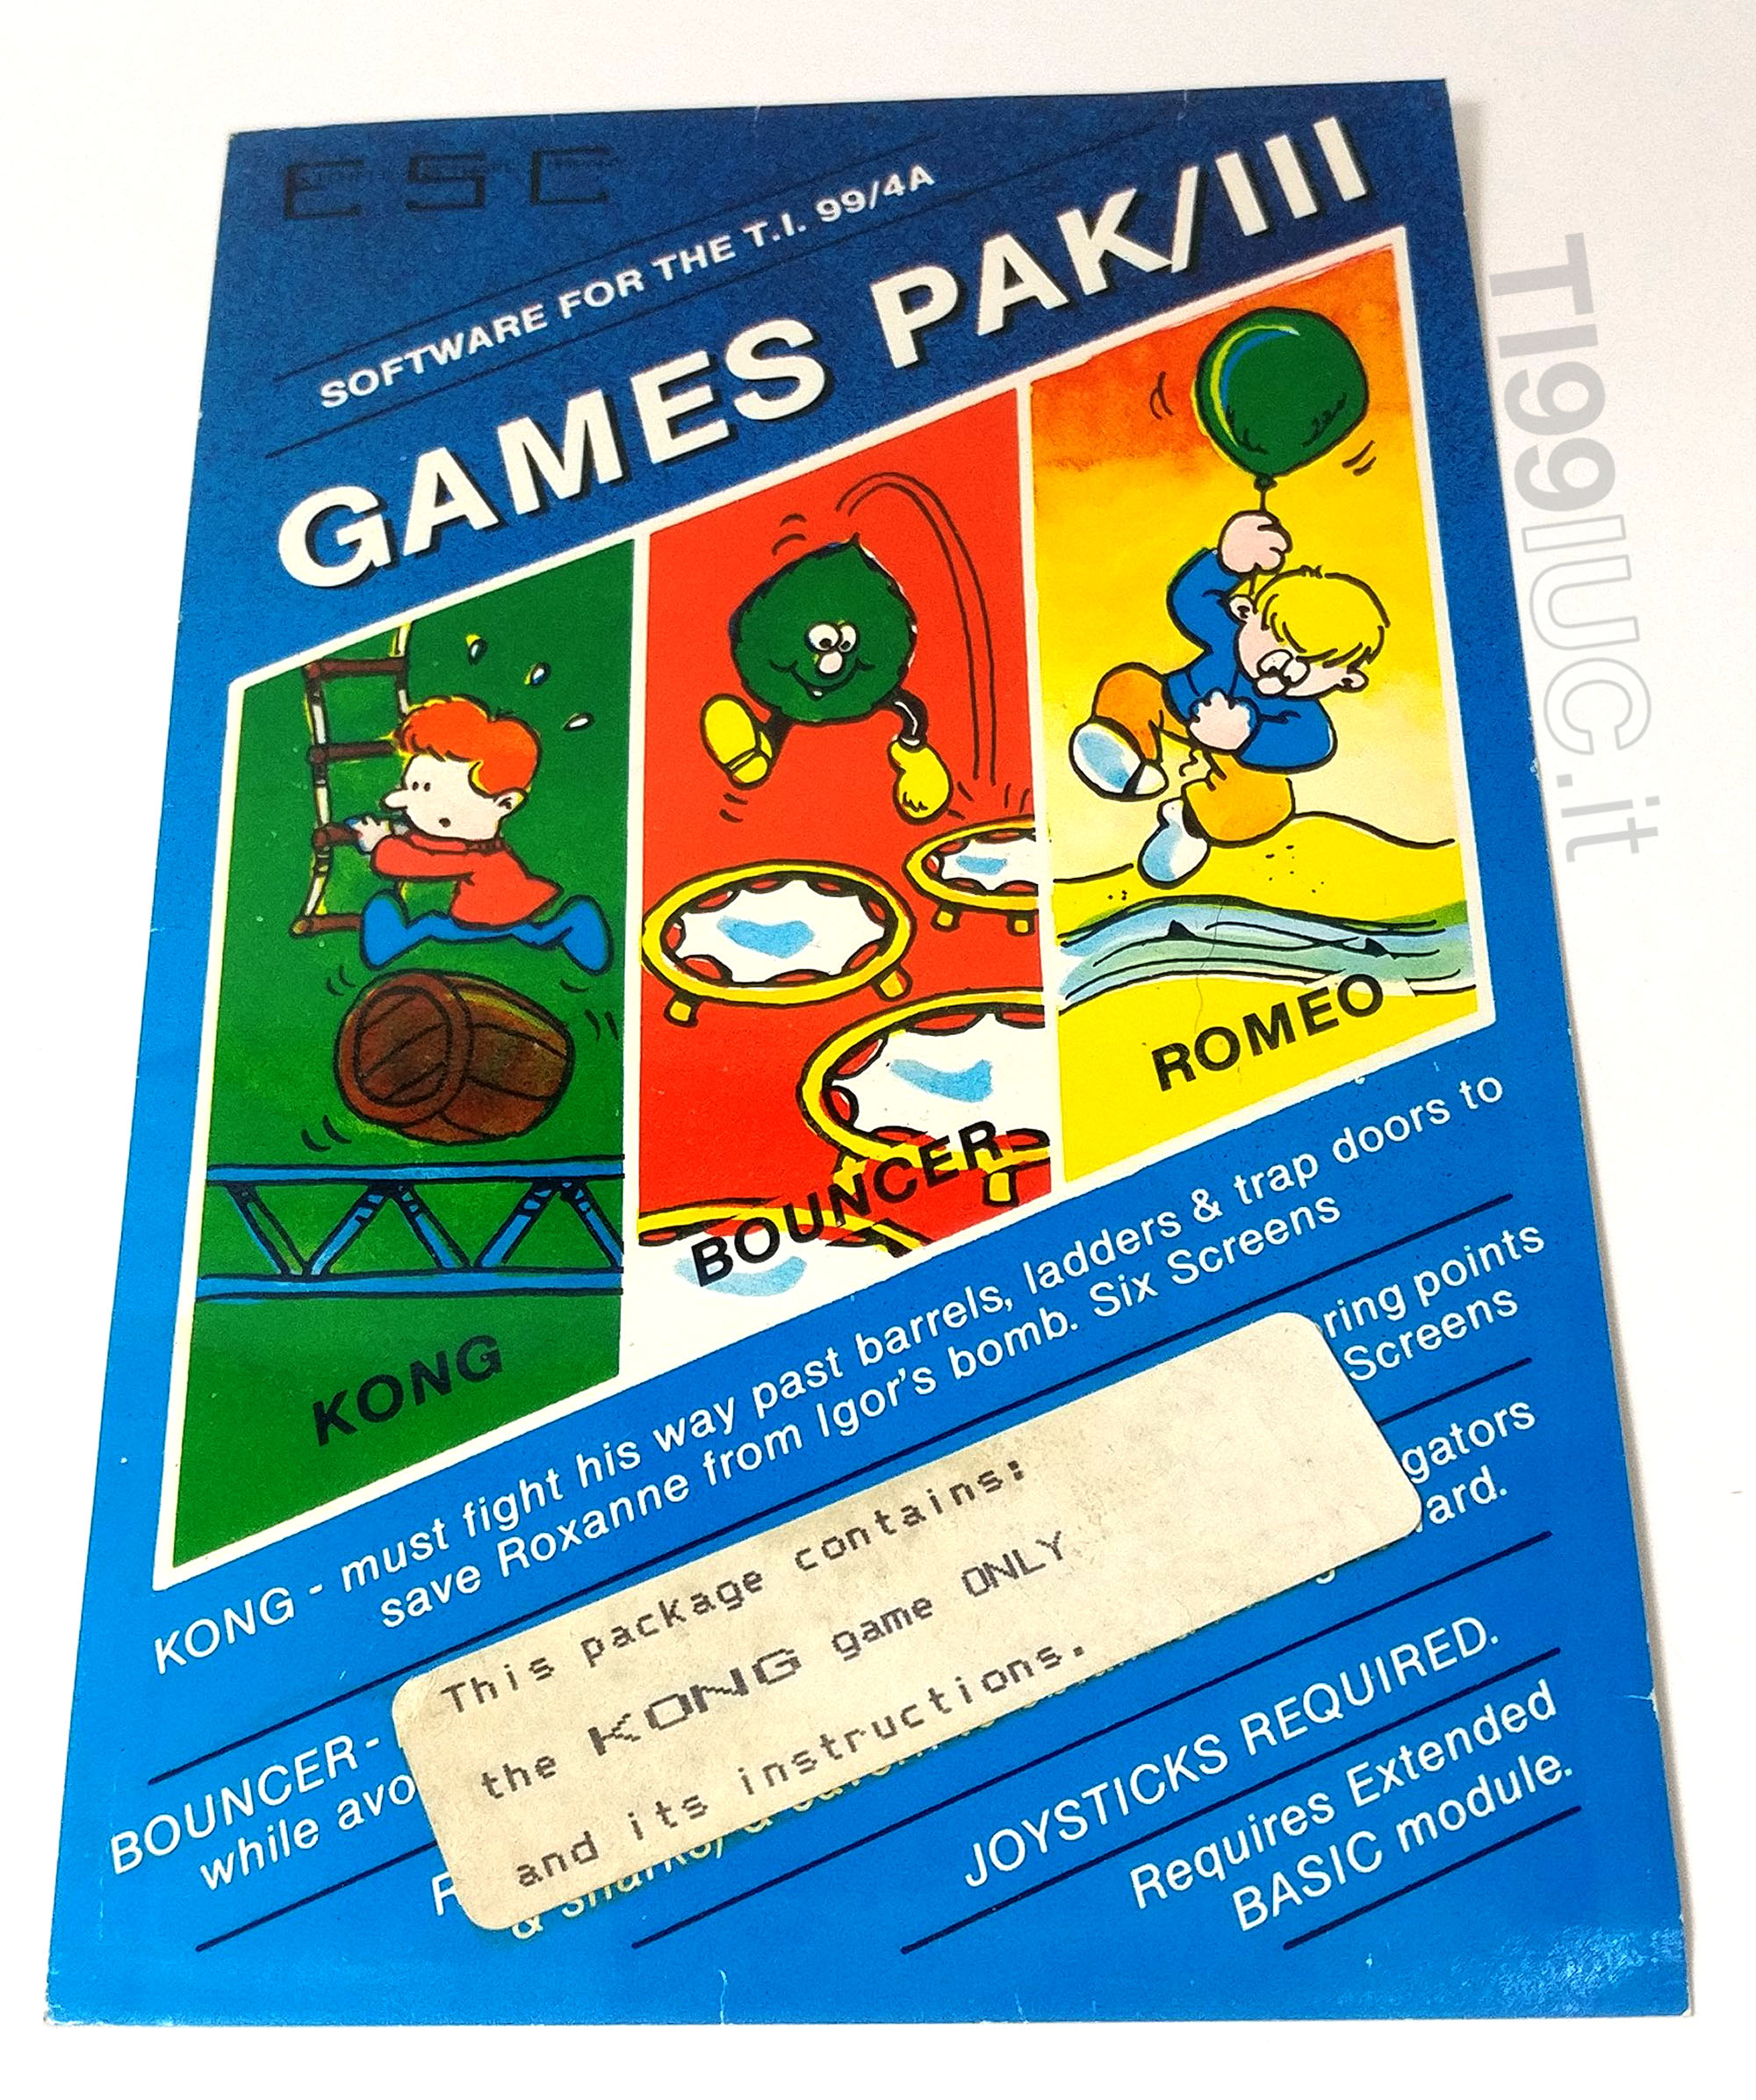 ESC
SOFTWARE FOR THE T.I. 99/4A
GAMES PAK/III
KONG
BOUNCER
ROMEO
KONG - must fight his way past barrels, ladders & trap doors to
save Roxanne from Igor's bomb. Six Screens
BOUNCER- ring points
while avo Screens
gators
& sharks) ard.
This package contains:
the KONG game ONLY
and its instructions.
JOYSTICKS REQUIRED.
Requires Extended
BASIC module.
TI99IUC.it